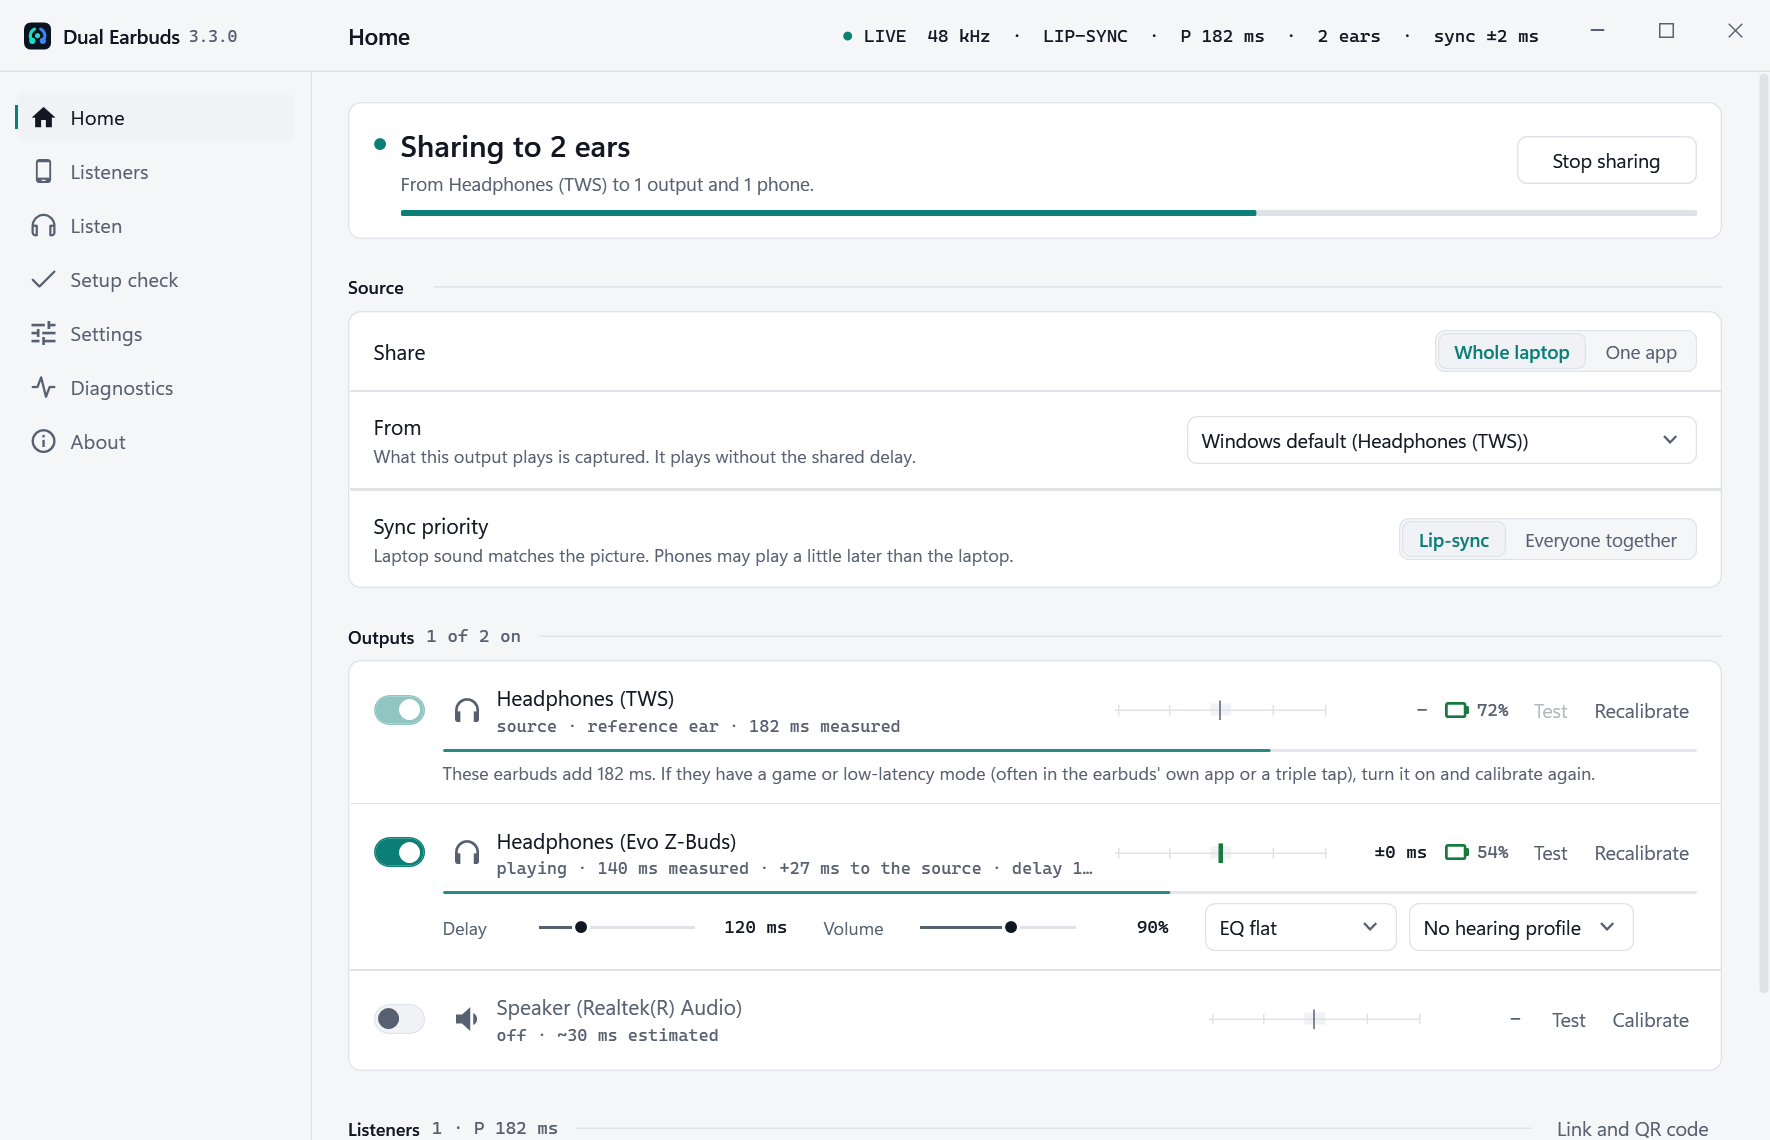 Dual Earbuds 3.3.0
Home
LIVE 48 kHz · LIP-SYNC · P 182 ms · 2 ears · sync ±2 ms
Home
Listeners
Listen
Setup check
Settings
Diagnostics
About
Sharing to 2 ears
From Headphones (TWS) to 1 output and 1 phone.
Stop sharing
Source
Share
Whole laptop
One app
From
What this output plays is captured. It plays without the shared delay.
Windows default (Headphones (TWS))
Sync priority
Laptop sound matches the picture. Phones may play a little later than the laptop.
Lip-sync
Everyone together
Outputs 1 of 2 on
Headphones (TWS)
source · reference ear · 182 ms measured
– 72% Test Recalibrate
These earbuds add 182 ms. If they have a game or low-latency mode (often in the earbuds' own app or a triple tap), turn it on and calibrate again.
Headphones (Evo Z-Buds)
playing · 140 ms measured · +27 ms to the source · delay 1…
±0 ms 54% Test Recalibrate
Delay 120 ms Volume 90% EQ flat No hearing profile
Speaker (Realtek(R) Audio)
off · ~30 ms estimated
– Test Calibrate
Listeners 1 · P 182 ms
Link and QR code